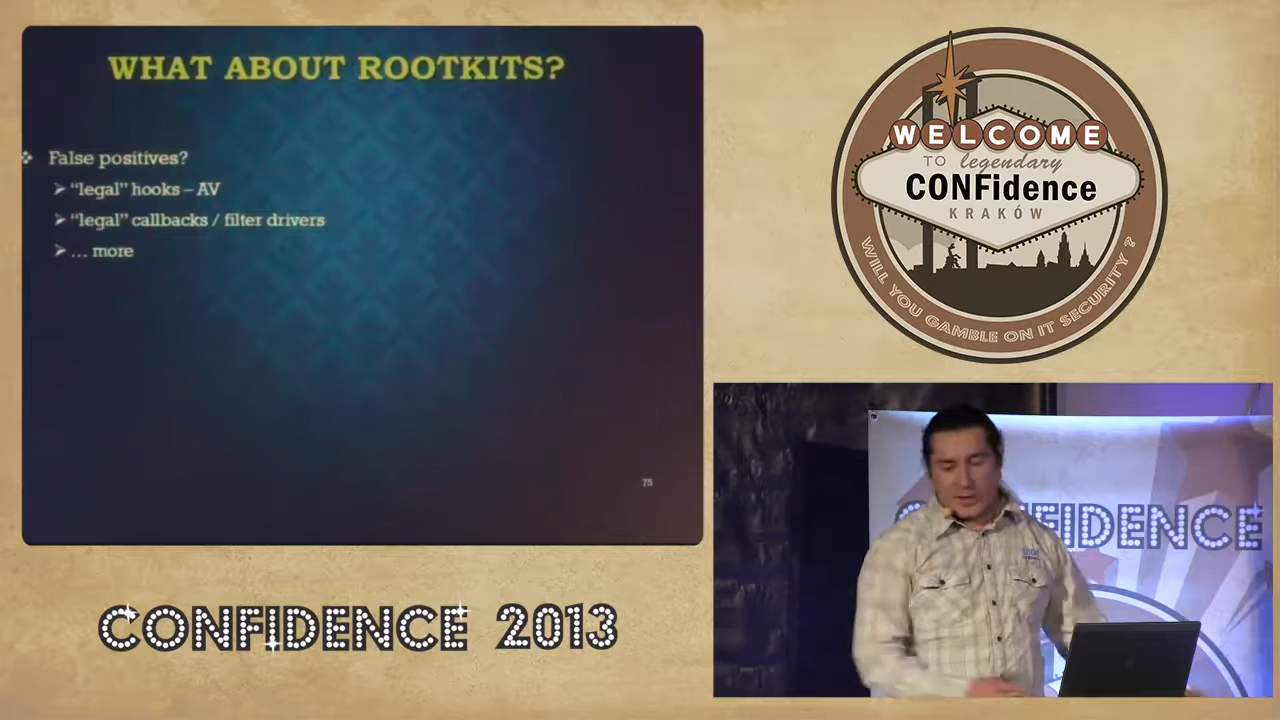 WHAT ABOUT ROOTKITS?
False positives?
“legal” hooks – AV
“legal” callbacks / filter drivers
... more
75
WELCOME
TO legendary
CONFidence
KRAKÓW
WILL YOU GAMBLE ON IT SECURITY ?
FIDENCE
CONFIDENCE 2013